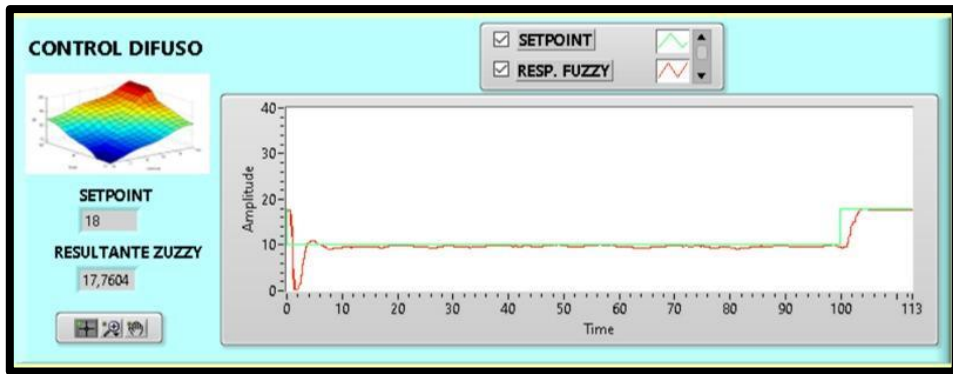 CONTROL DIFUSO
SETPOINT
18
RESULTANTE ZUZZY
17,7604
SETPOINT
RESP. FUZZY
Amplitude
40
30
20
10
0
0 10 20 30 40 50 60 70 80 90 100 113
Time